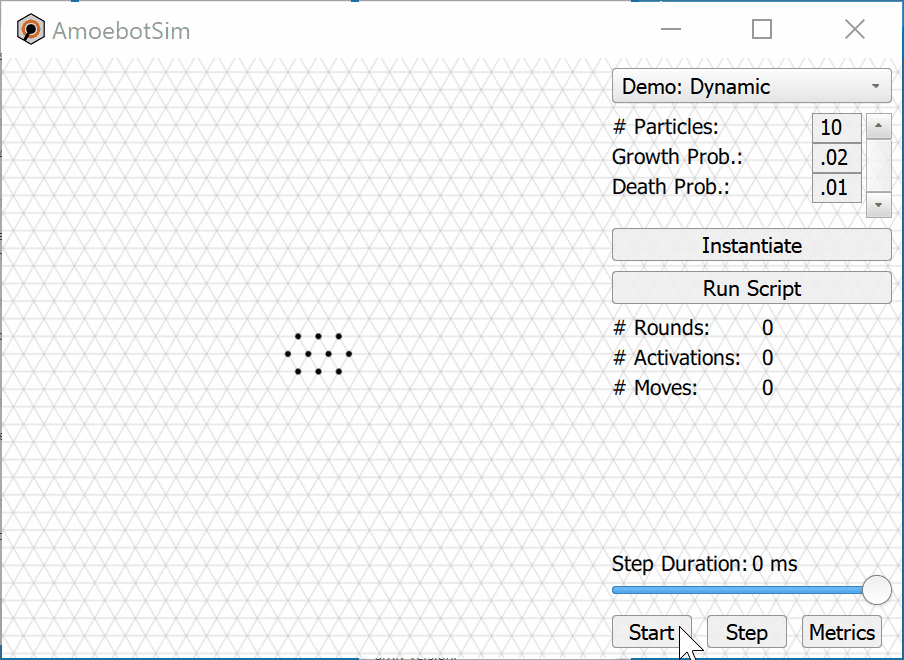 AmoebotSim
Demo: Dynamic
# Particles: 10
Growth Prob.: .02
Death Prob.: .01
Instantiate
Run Script
# Rounds: 0
# Activations: 0
# Moves: 0
Step Duration: 0 ms
Start Step Metrics